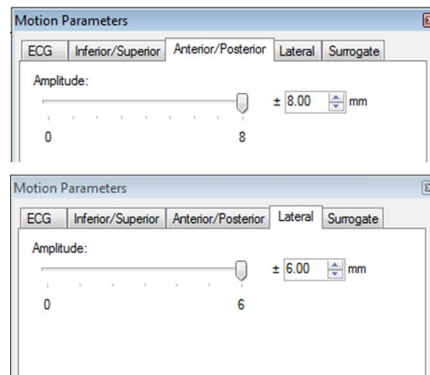 Motion Parameters
ECG Inferior/Superior Anterior/Posterior Lateral Surrogate
Amplitude:
± 8.00 mm
0 8
Motion Parameters
ECG Inferior/Superior Anterior/Posterior Lateral Surrogate
Amplitude:
± 6.00 mm
0 6